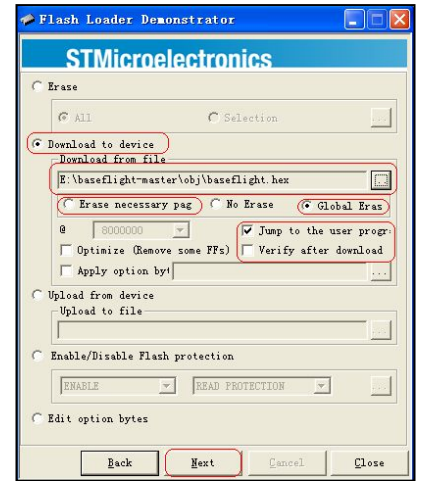 Flash Loader Demonstrator
STMicroelectronics
Erase
All Selection ...
Download to device
Download from file
E:\baseflight-master\obj\baseflight.hex ...
Erase necessary pag No Erase Global Eras
@ 8000000 Jump to the user progr
Optimize (Remove some FFs) Verify after download
Apply option byt ...
Upload from device
Upload to file
...
Enable/Disable Flash protection
ENABLE READ PROTECTION ...
Edit option bytes
Back Next Cancel Close